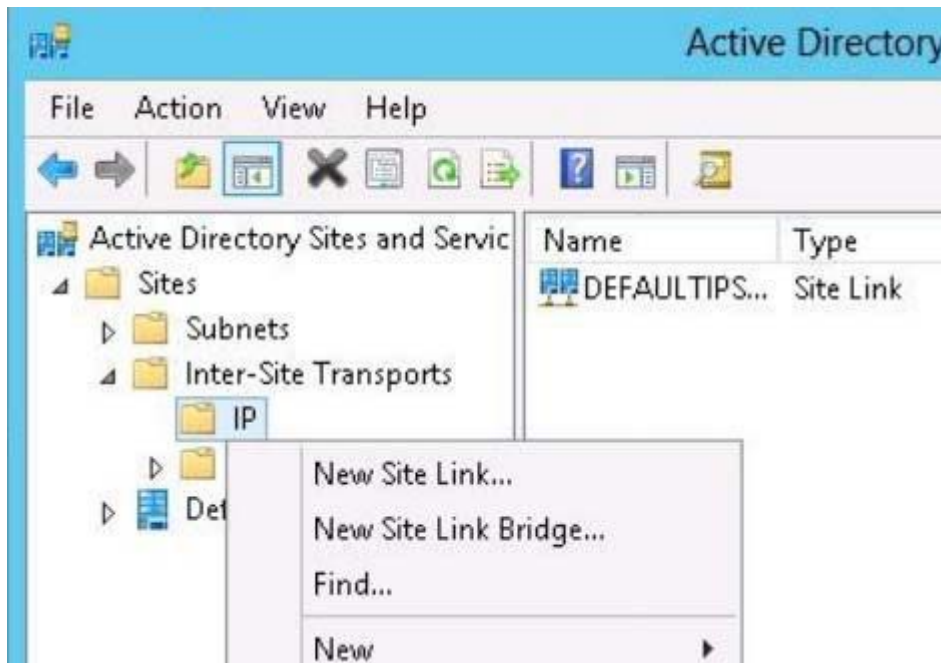 Active Directory
File Action View Help
Active Directory Sites and Servic
Name Type
Sites
DEFAULTIPS... Site Link
Subnets
Inter-Site Transports
IP
New Site Link...
Def
New Site Link Bridge...
Find...
New